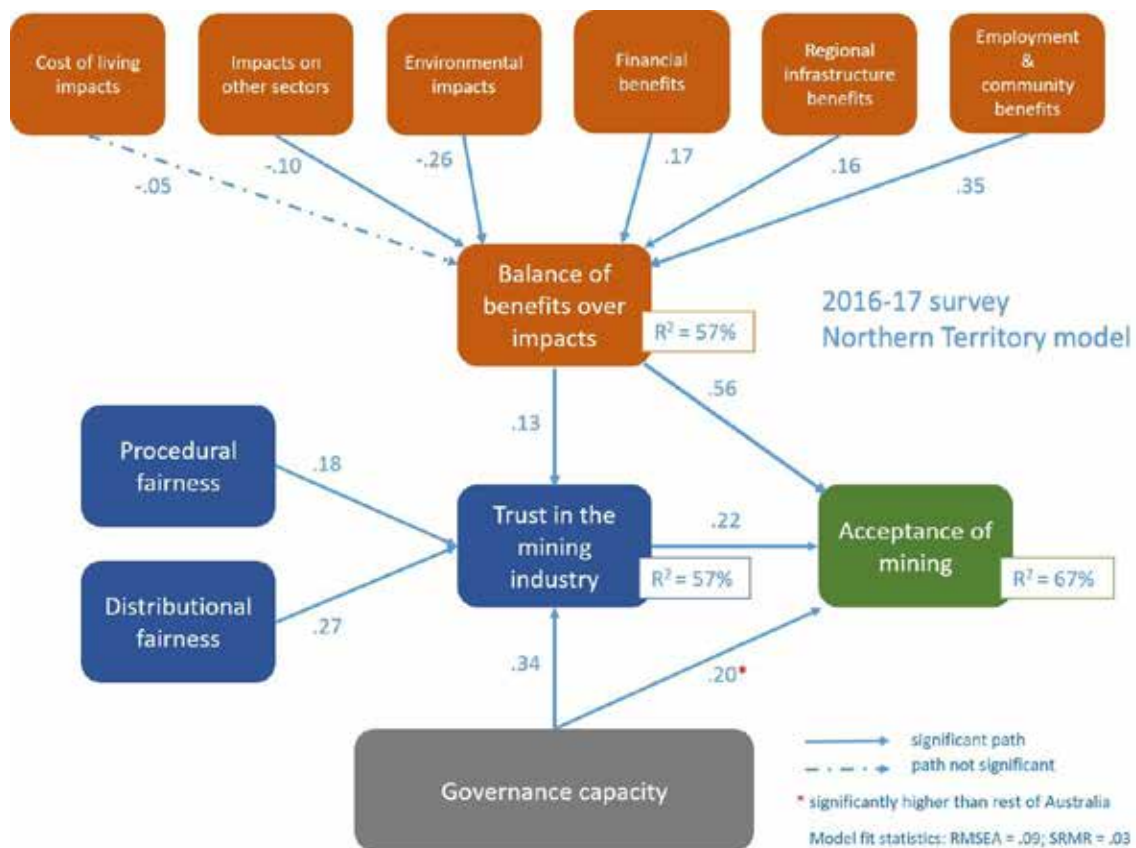 Cost of living
impacts
Impacts on
other sectors
Environmental
impacts
Financial
benefits
Regional
infrastructure
benefits
Employment
&
community
benefits
-.05
-.10
-.26
.17
.16
.35
Balance of
benefits over
impacts
R² = 57%
2016-17 survey
Northern Territory model
.13
.56
Procedural
fairness
.18
Distributional
fairness
.27
Trust in the
mining
industry
R² = 57%
.22
Acceptance of
mining
R² = 67%
.34
.20*
Governance capacity
significant path
path not significant
* significantly higher than rest of Australia
Model fit statistics: RMSEA = .09; SRMR = .03